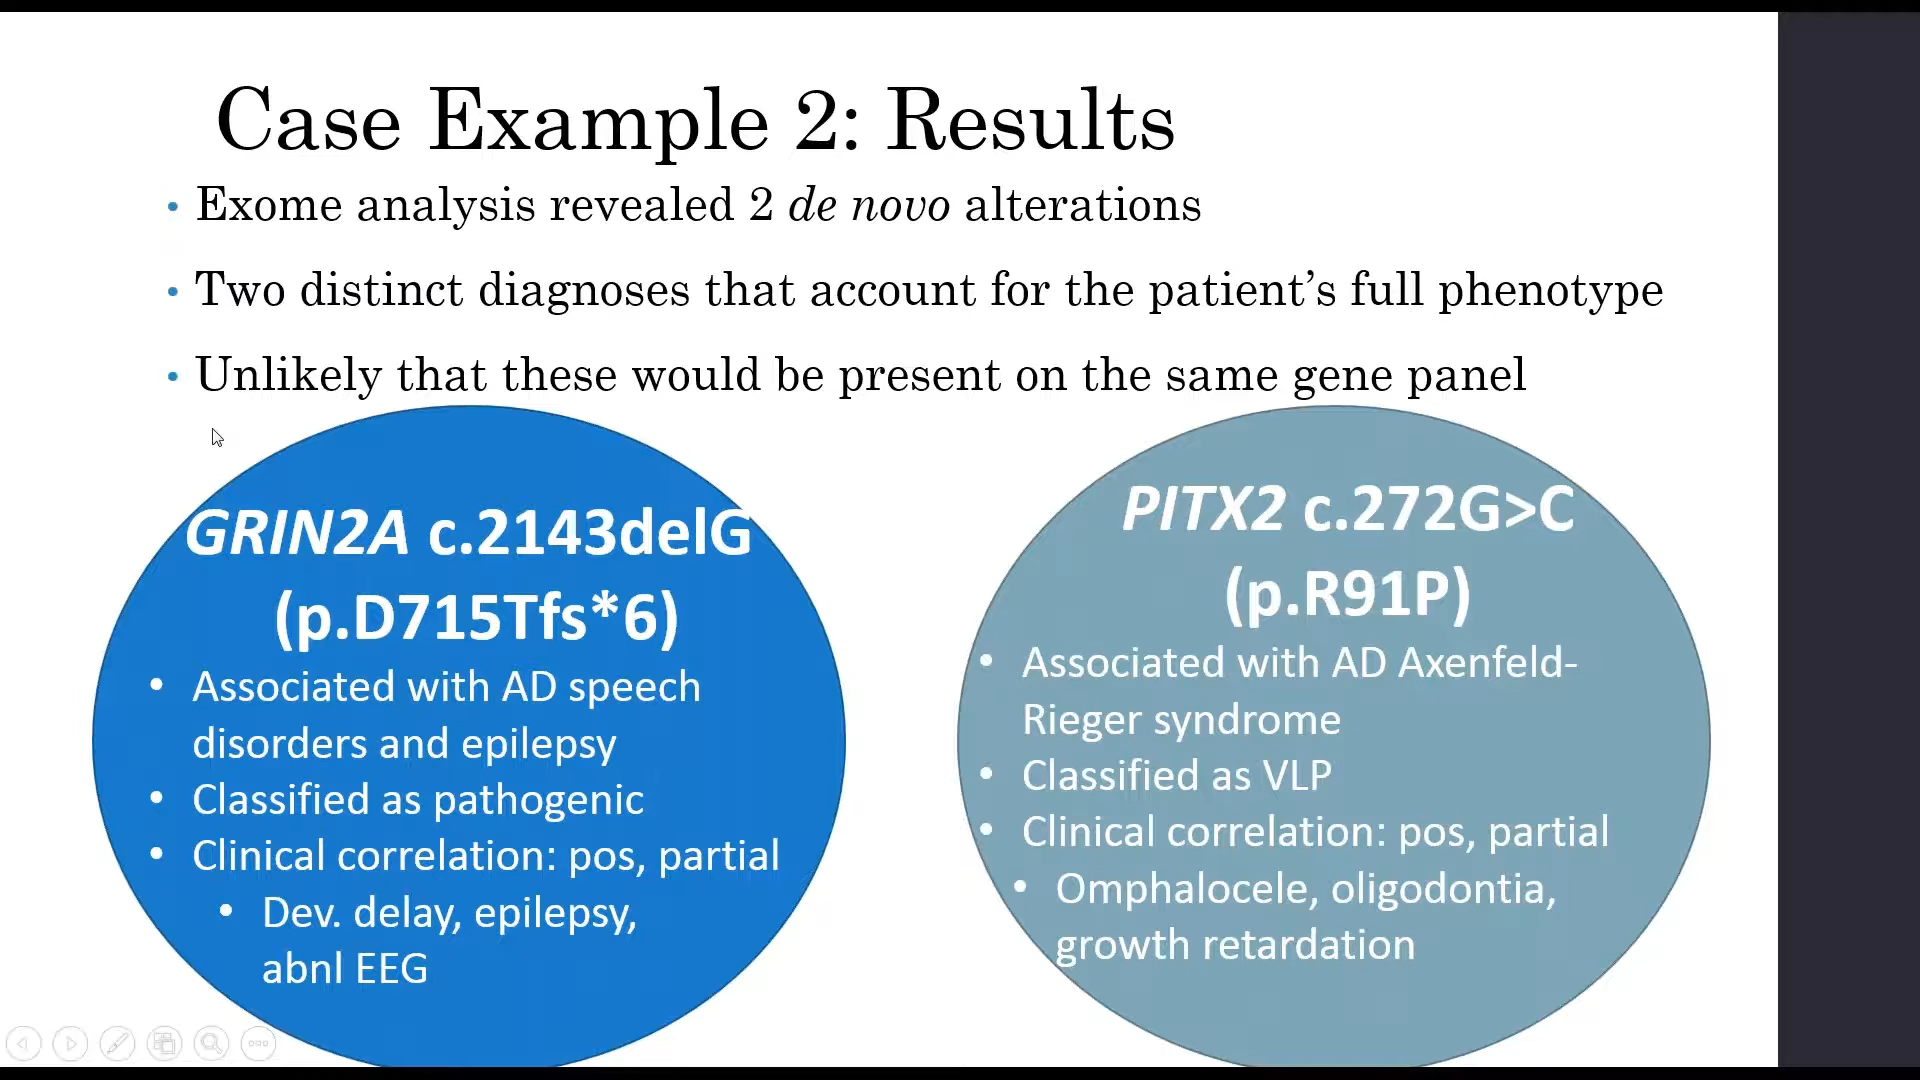 Case Example 2: Results
• Exome analysis revealed 2 de novo alterations
• Two distinct diagnoses that account for the patient’s full phenotype
• Unlikely that these would be present on the same gene panel
GRIN2A c.2143delG
(p.D715Tfs*6)
• Associated with AD speech
disorders and epilepsy
• Classified as pathogenic
• Clinical correlation: pos, partial
• Dev. delay, epilepsy,
abnl EEG
PITX2 c.272G>C
(p.R91P)
• Associated with AD Axenfeld-
Rieger syndrome
• Classified as VLP
• Clinical correlation: pos, partial
• Omphalocele, oligodontia,
growth retardation